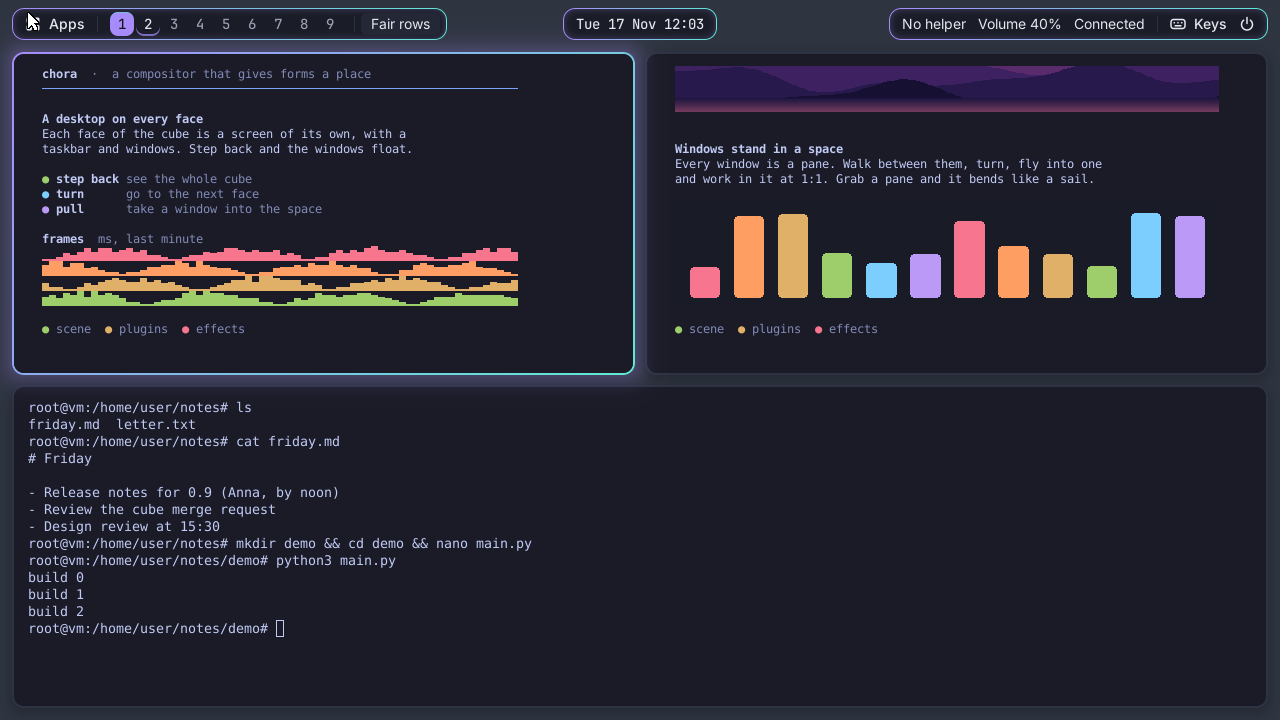 Apps 1 2 3 4 5 6 7 8 9 Fair rows
Tue 17 Nov 12:03
No helper Volume 40% Connected Keys
chora · a compositor that gives forms a place
A desktop on every face
Each face of the cube is a screen of its own, with a
taskbar and windows. Step back and the windows float.
● step back see the whole cube
● turn go to the next face
● pull take a window into the space
frames ms, last minute
● scene ● plugins ● effects
Windows stand in a space
Every window is a pane. Walk between them, turn, fly into one
and work in it at 1:1. Grab a pane and it bends like a sail.
● scene ● plugins ● effects
root@vm:/home/user/notes# ls
friday.md  letter.txt
root@vm:/home/user/notes# cat friday.md
# Friday
- Release notes for 0.9 (Anna, by noon)
- Review the cube merge request
- Design review at 15:30
root@vm:/home/user/notes# mkdir demo && cd demo && nano main.py
root@vm:/home/user/notes/demo# python3 main.py
build 0
build 1
build 2
root@vm:/home/user/notes/demo#